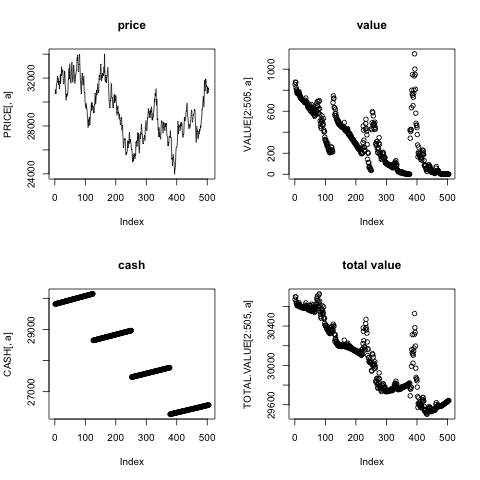 price
PRICE[, a]
24000 28000 32000
0 100 200 300 400 500
Index
value
VALUE[2:505, a]
0 200 600 1000
0 100 200 300 400 500
Index
cash
CASH[, a]
27000 29000
0 100 200 300 400 500
Index
total value
TOTAL.VALUE[2:505, a]
29600 30000 30400
0 100 200 300 400 500
Index